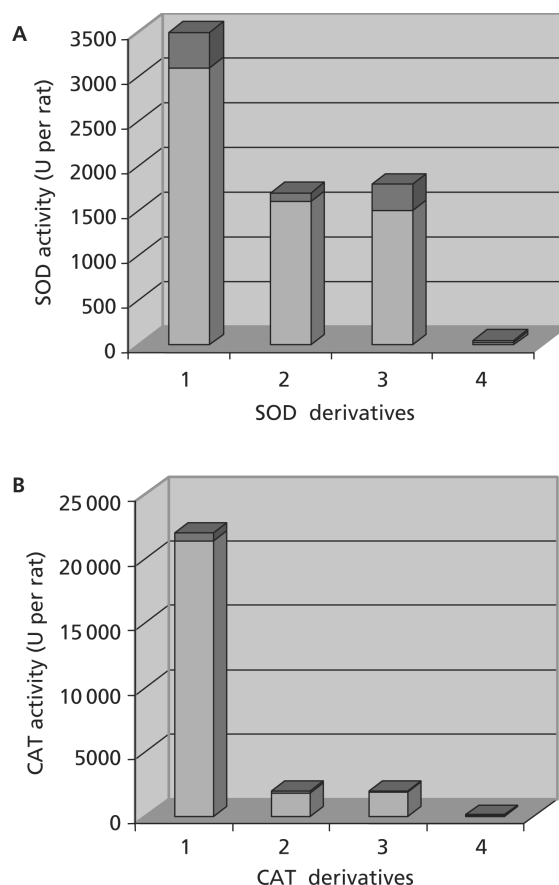 A
SOD activity (U per rat)
3500
3000
2500
2000
1500
1000
500
0
1 2 3 4
SOD derivatives
B
CAT activity (U per rat)
25 000
20 000
15 000
10 000
5000
0
1 2 3 4
CAT derivatives